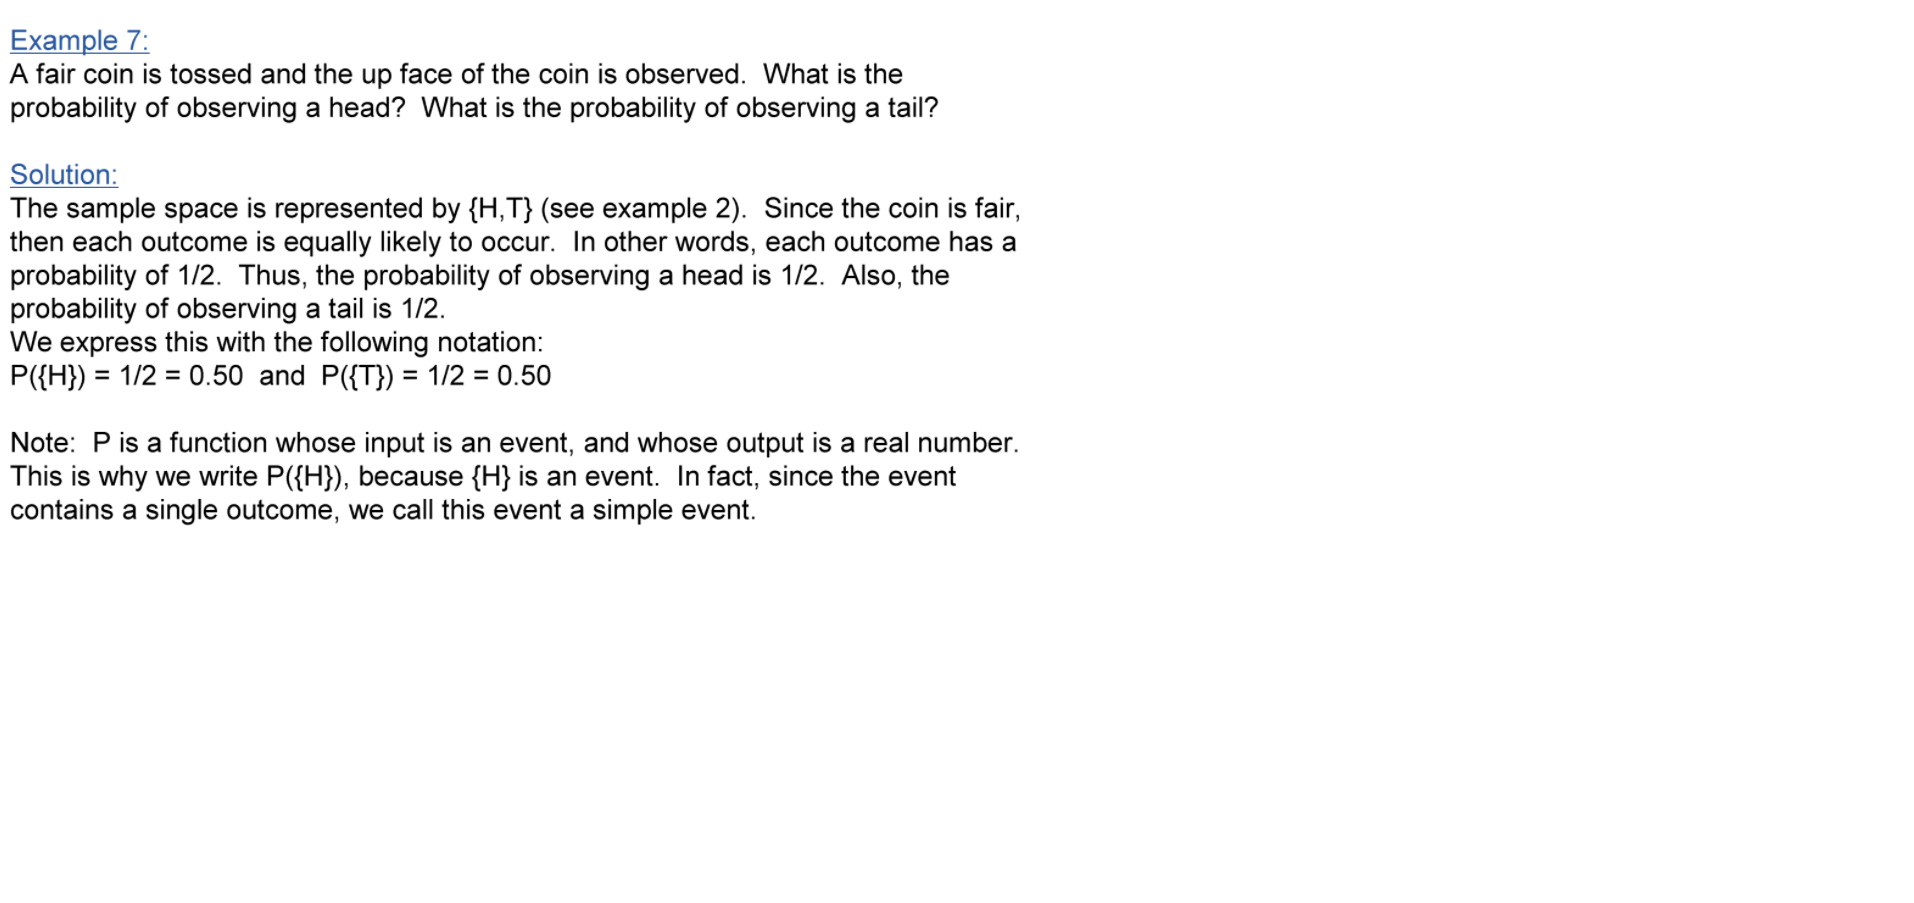 Example 7:
A fair coin is tossed and the up face of the coin is observed.  What is the
probability of observing a head?  What is the probability of observing a tail?
Solution:
The sample space is represented by {H,T} (see example 2).  Since the coin is fair,
then each outcome is equally likely to occur.  In other words, each outcome has a
probability of 1/2.  Thus, the probability of observing a head is 1/2.  Also, the
probability of observing a tail is 1/2.
We express this with the following notation:
P({H}) = 1/2 = 0.50  and  P({T}) = 1/2 = 0.50
Note:  P is a function whose input is an event, and whose output is a real number.
This is why we write P({H}), because {H} is an event.  In fact, since the event
contains a single outcome, we call this event a simple event.